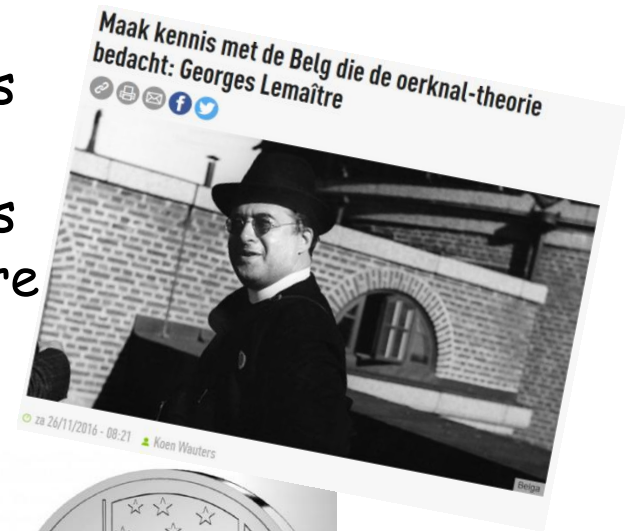 Maak kennis met de Belg die de oerknal-theorie
bedacht: Georges Lemaître
s
s
re
za 26/11/2016 - 08:21 Koen Wauters
Belga